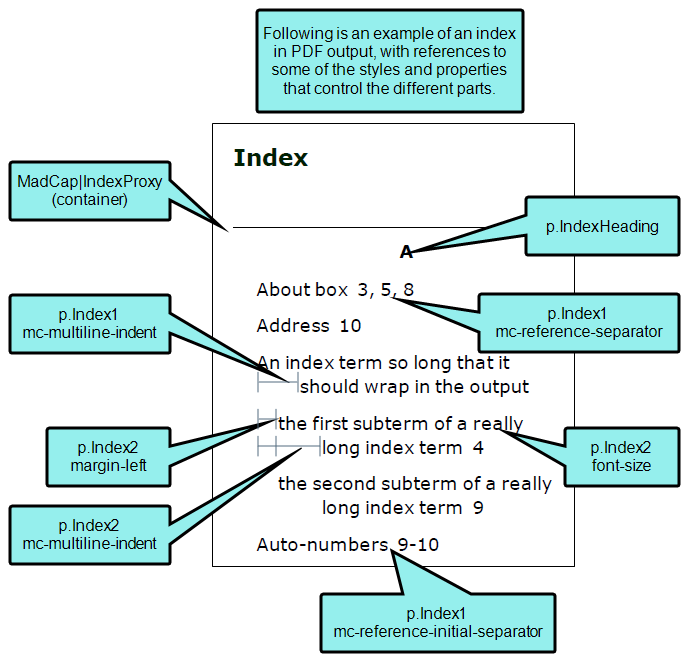 Following is an example of an index
in PDF output, with references to
some of the styles and properties
that control the different parts.
Index
MadCap|IndexProxy
(container)
p.IndexHeading
A
About box 3, 5, 8
p.Index1
mc-reference-separator
p.Index1
mc-multiline-indent
Address 10
An index term so long that it
should wrap in the output
the first subterm of a really
long index term 4
p.Index2
margin-left
p.Index2
font-size
the second subterm of a really
long index term 9
p.Index2
mc-multiline-indent
Auto-numbers 9-10
p.Index1
mc-reference-initial-separator